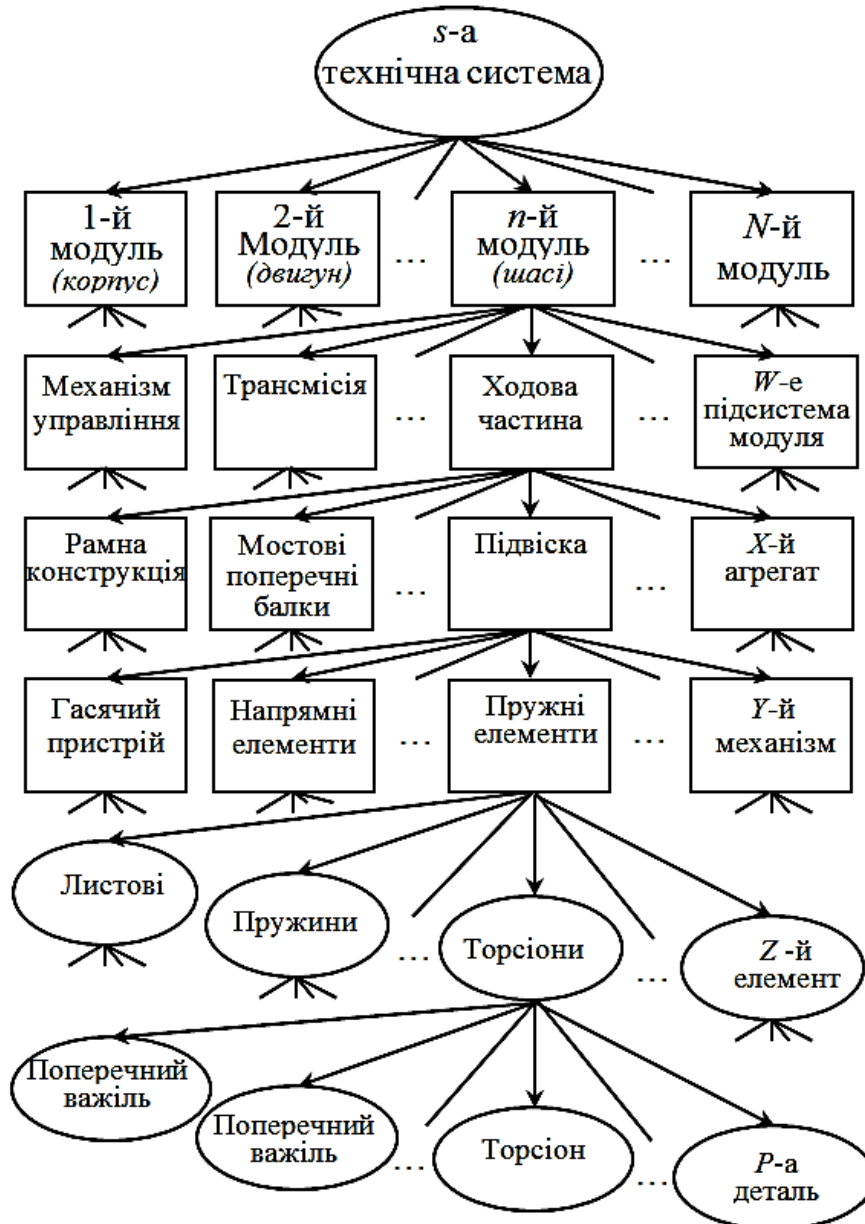 s-а
технічна система
1-й
модуль
(корпус)
2-й
Модуль
(двигун)
...
n-й
модуль
(шасі)
...
N-й
модуль
Механізм
управління
Трансмісія
...
Ходова
частина
...
W-е
підсистема
модуля
Рамна
конструкція
Мостові
поперечні
балки
...
Підвіска
...
X-й
агрегат
Гасячий
пристрій
Напрямні
елементи
...
Пружні
елементи
...
Y-й
механізм
Листові
Пружини
...
Торсіони
...
Z -й
елемент
Поперечний
важіль
Поперечний
важіль
...
Торсіон
...
P-а
деталь